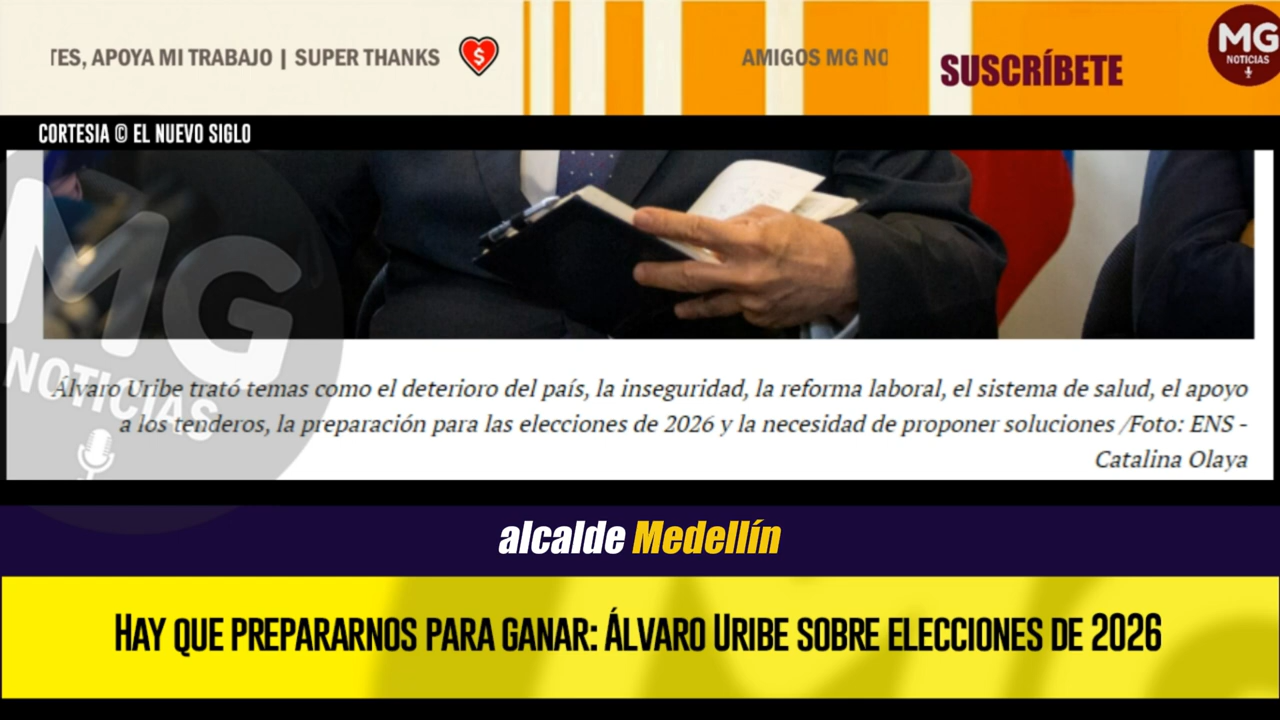 TES, APOYA MI TRABAJO | SUPER THANKS
AMIGOS MG NO
SUSCRÍBETE
MG
NOTICIAS
CORTESIA © EL NUEVO SIGLO
MG
NOTICIAS
Álvaro Uribe trató temas como el deterioro del país, la inseguridad, la reforma laboral, el sistema de salud, el apoyo
a los tenderos, la preparación para las elecciones de 2026 y la necesidad de proponer soluciones /Foto: ENS -
Catalina Olaya
alcalde Medellín
HAY QUE PREPARARNOS PARA GANAR: ÁLVARO URIBE SOBRE ELECCIONES DE 2026